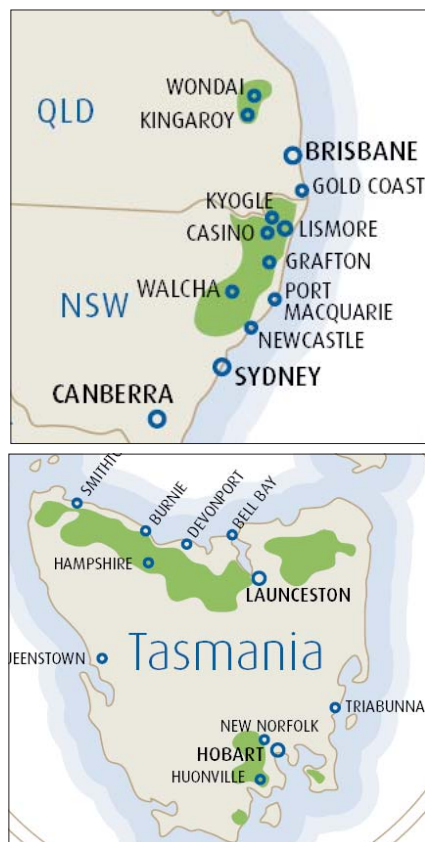 WONDAI
QLD
KINGAROY
BRISBANE
GOLD COAST
KYOGLE
CASINO
LISMORE
GRAFTON
WALCHA
NSW
PORT
MACQUARIE
NEWCASTLE
SYDNEY
CANBERRA
BURNIE
DEVONPORT
BELL BAY
HAMPSHIRE
LAUNCESTON
Tasmania
TRIABUNNA
NEW NORFOLK
HOBART
HUONVILLE